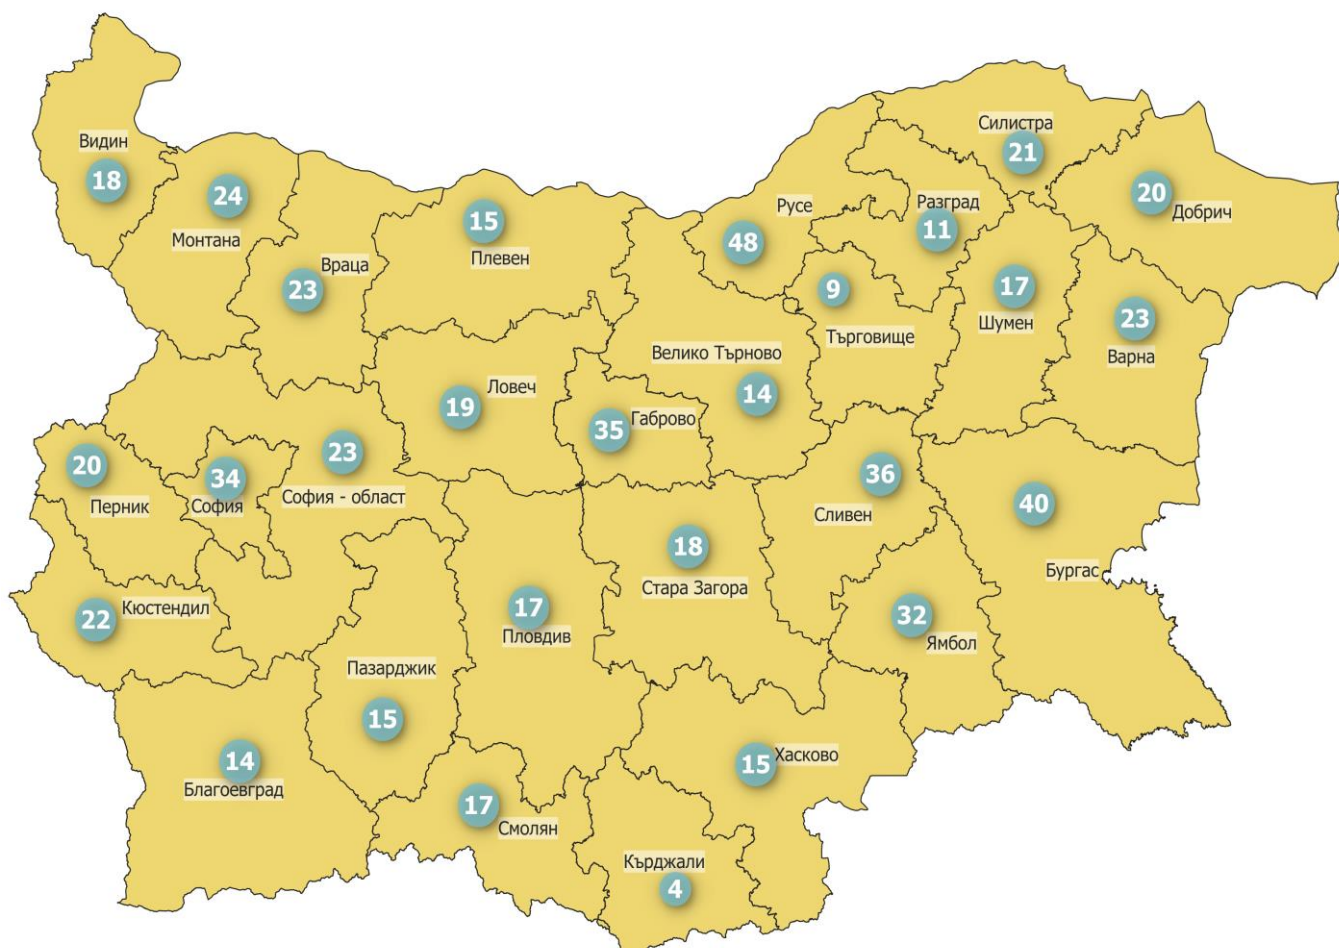 Видин
18
24
Монтана
Враца
23
15
Плевен
Русе
48
Силистра
21
Разград
11
20
Добрич
9
Търговище
17
Шумен
23
Варна
Велико Търново
14
Ловеч
19
35
Габрово
20
Перник
34
София
23
София - област
36
Сливен
40
Бургас
18
Стара Загора
22
Кюстендил
17
Пловдив
32
Ямбол
Пазарджик
15
14
Благоевград
17
Смолян
15
Хасково
Кърджали
4